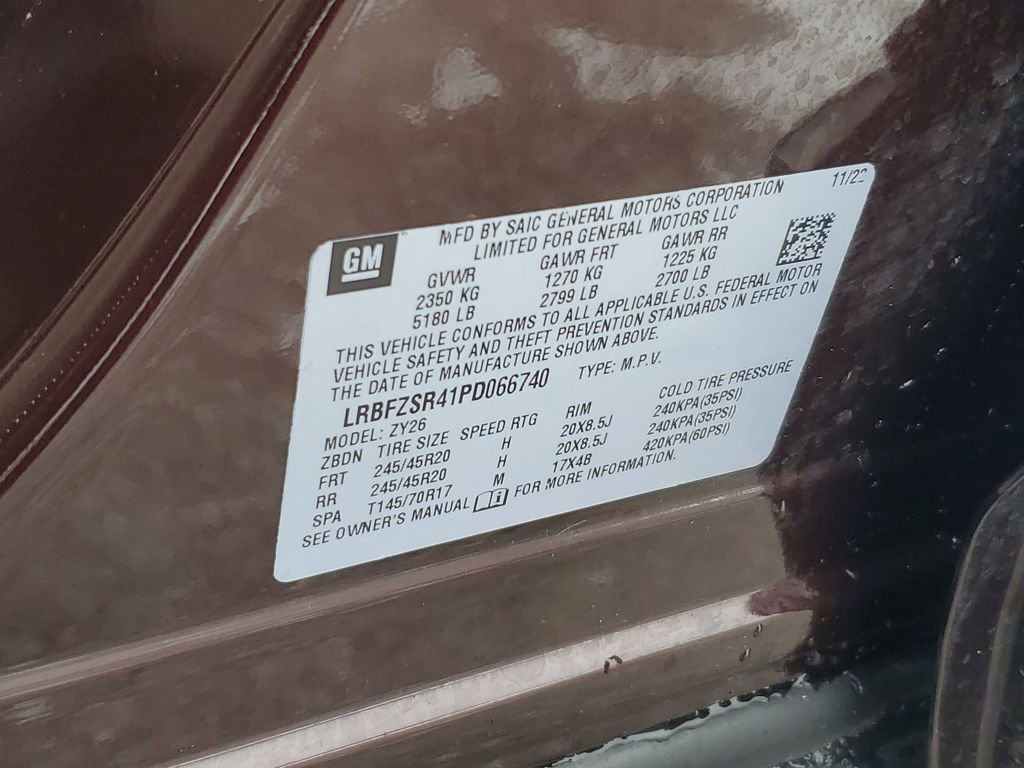 GM
MFD BY SAIC GENERAL MOTORS CORPORATION 11/22
LIMITED FOR GENERAL MOTORS LLC
GVWR GAWR FRT GAWR RR
2350 KG 1270 KG 1225 KG
5180 LB 2799 LB 2700 LB
THIS VEHICLE CONFORMS TO ALL APPLICABLE U.S. FEDERAL MOTOR
VEHICLE SAFETY AND THEFT PREVENTION STANDARDS IN EFFECT ON
THE DATE OF MANUFACTURE SHOWN ABOVE.
LRBFZSR41PD066740 TYPE: M.P.V.
MODEL: ZY26
ZBDN TIRE SIZE SPEED RTG RIM COLD TIRE PRESSURE
FRT 245/45R20 H 20X8.5J 240KPA(35PSI)
RR 245/45R20 H 20X8.5J 240KPA(35PSI)
SPA T145/70R17 M 17X4B 420KPA(60PSI)
SEE OWNER'S MANUAL FOR MORE INFORMATION.